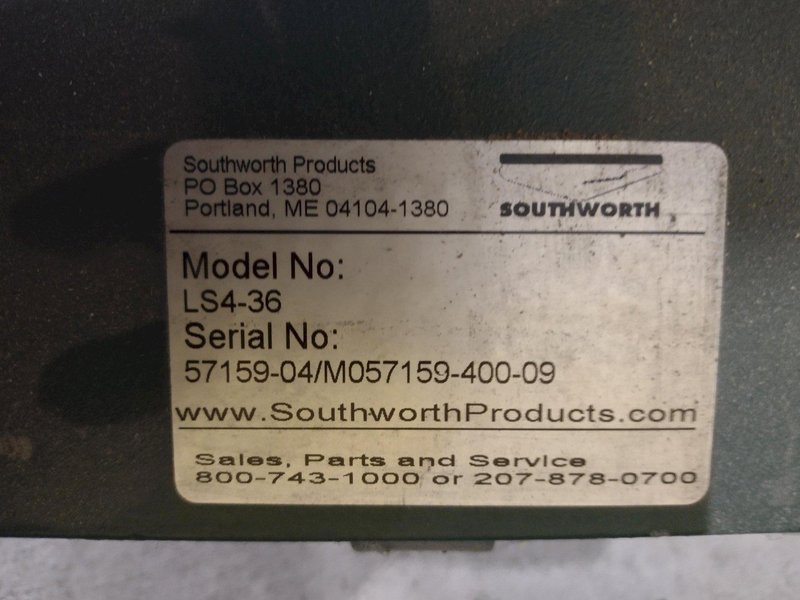 Southworth Products
PO Box 1380
Portland, ME 04104-1380
SOUTHWORTH
Model No:
LS4-36
Serial No:
57159-04/M057159-400-09
www.SouthworthProducts.com
Sales, Parts and Service
800-743-1000 or 207-878-0700